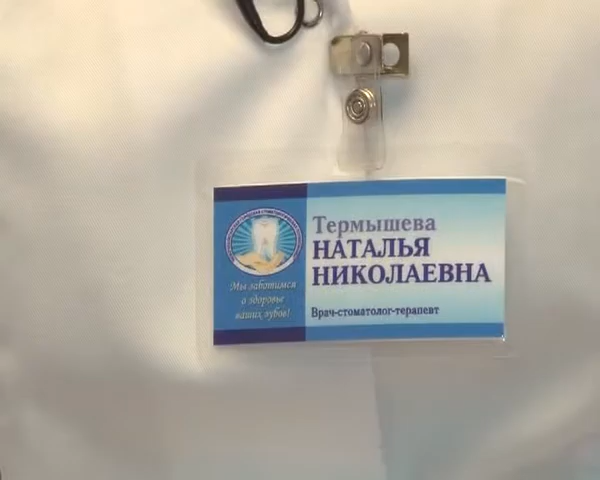 Термышева
НАТАЛЬЯ
НИКОЛАЕВНА
Врач-стоматолог-терапевт
Мы заботимся
о здоровье
ваших зубов!